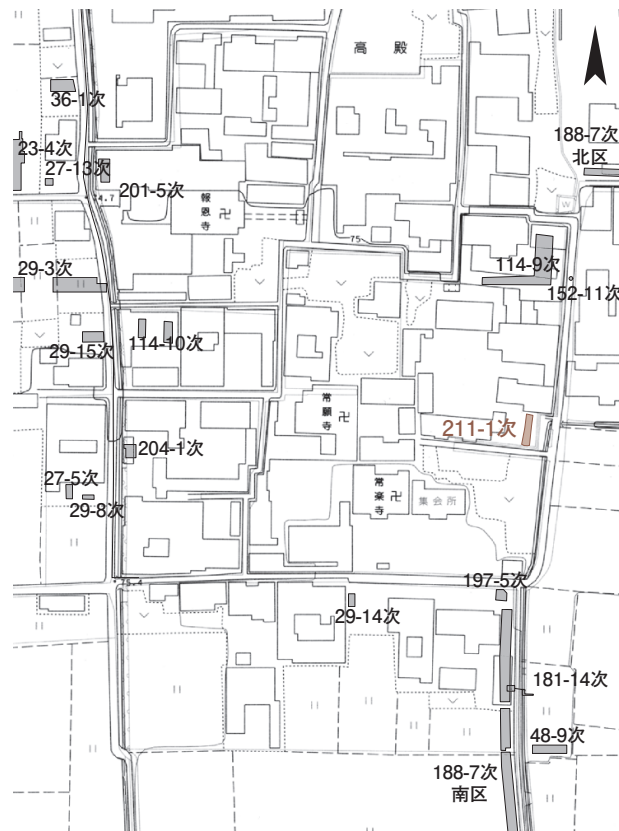 高殿
36-1次
188-7次
北区
23-4次
27-13次
201-5次
報恩寺
75
114-9次
29-3次
152-11次
29-15次
114-10次
常願寺
211-1次
204-1次
27-5次
常楽寺
集会所
29-8次
197-5次
29-14次
181-14次
48-9次
188-7次
南区